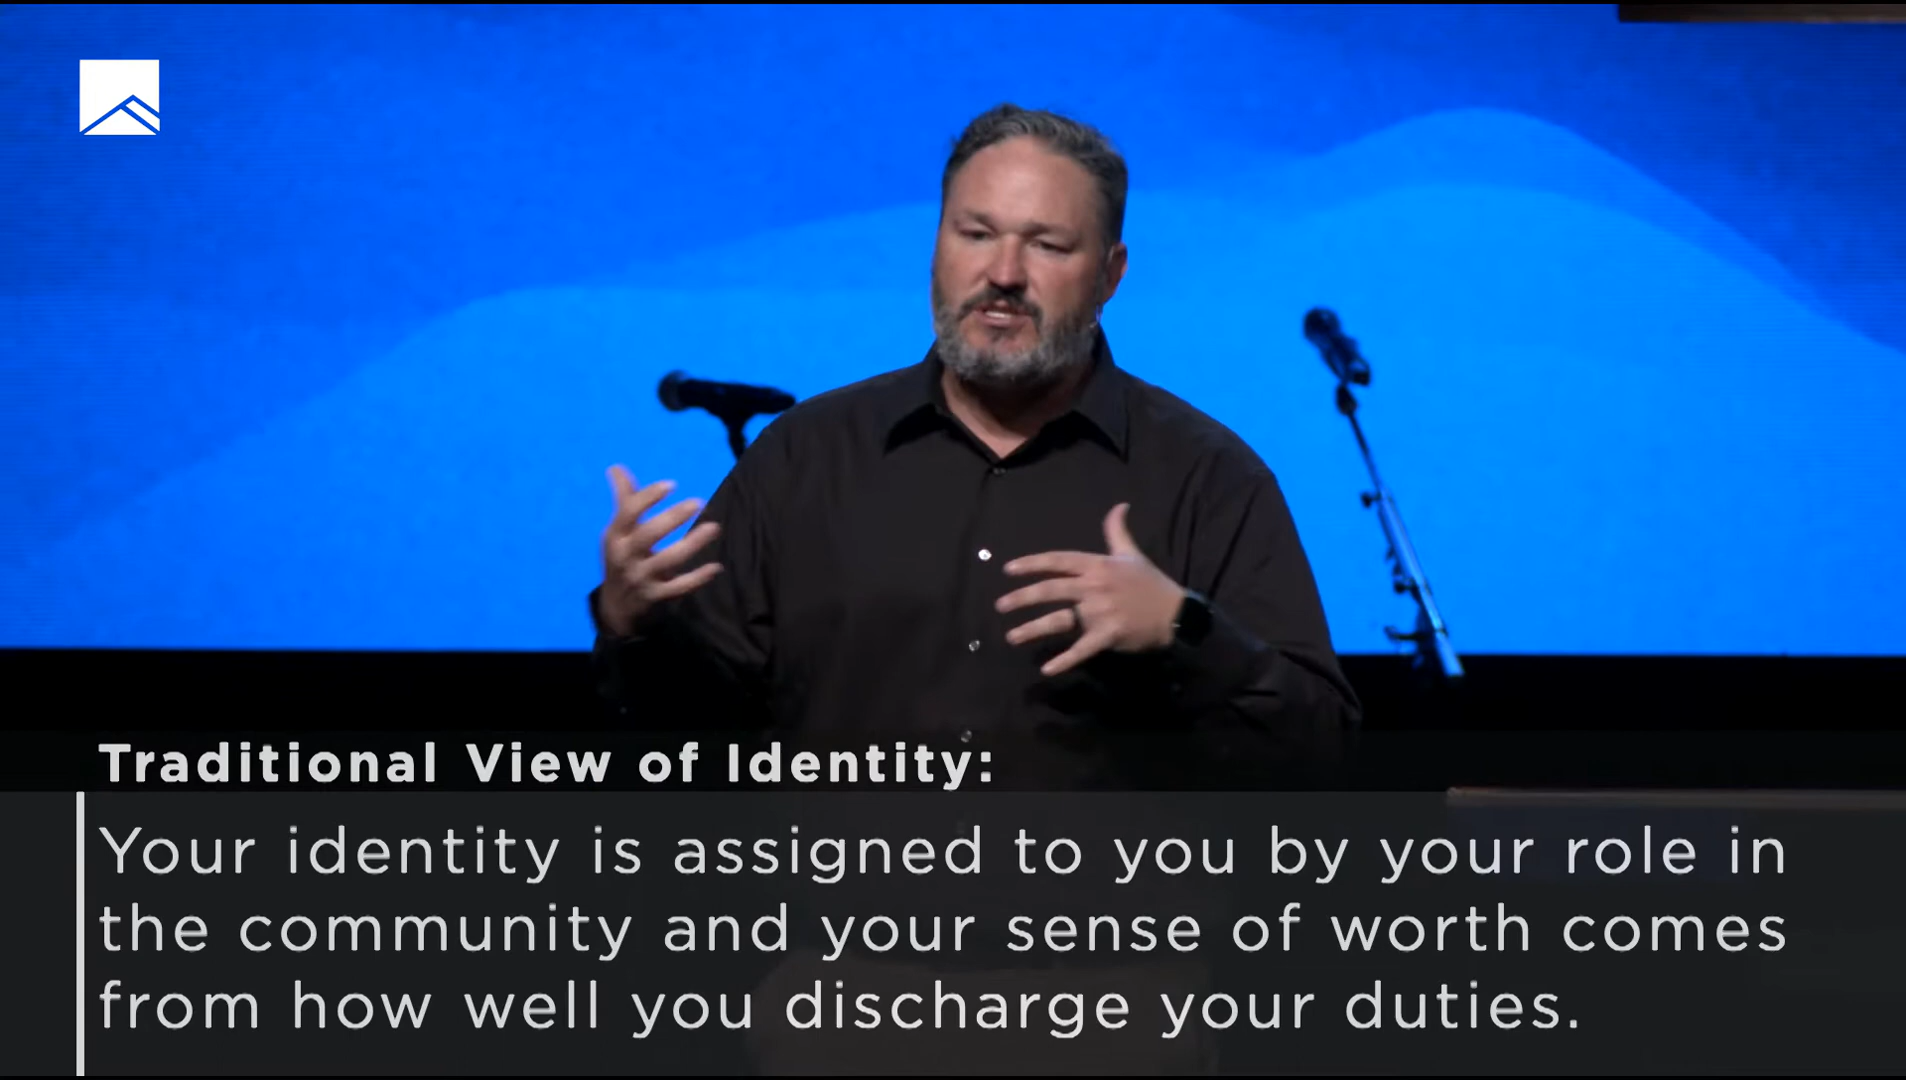 Traditional View of Identity:
Your identity is assigned to you by your role in
the community and your sense of worth comes
from how well you discharge your duties.